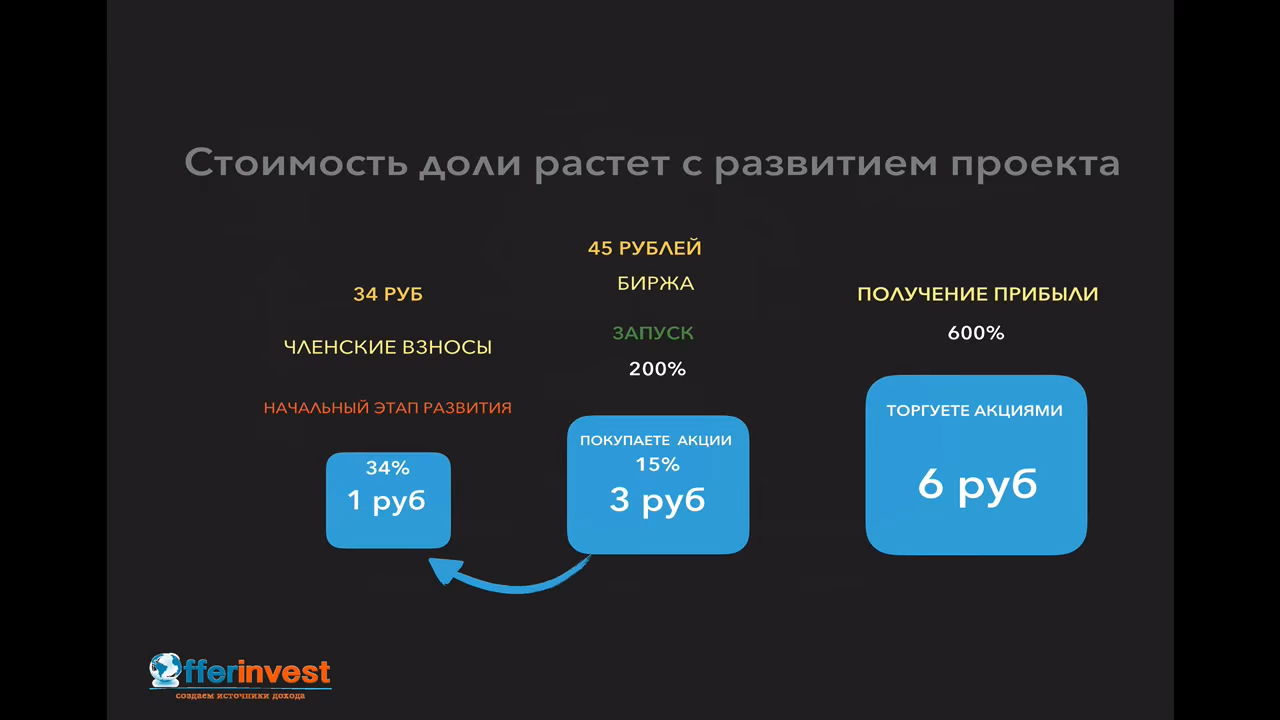 Стоимость доли растет с развитием проекта
34 РУБ
ЧЛЕНСКИЕ ВЗНОСЫ
НАЧАЛЬНЫЙ ЭТАП РАЗВИТИЯ
34%
1 руб
45 РУБЛЕЙ
БИРЖА
ЗАПУСК
200%
ПОКУПАЕТЕ АКЦИИ
15%
3 руб
ПОЛУЧЕНИЕ ПРИБЫЛИ
600%
ТОРГУЕТЕ АКЦИЯМИ
6 руб
Offerinvest
создаем источники дохода